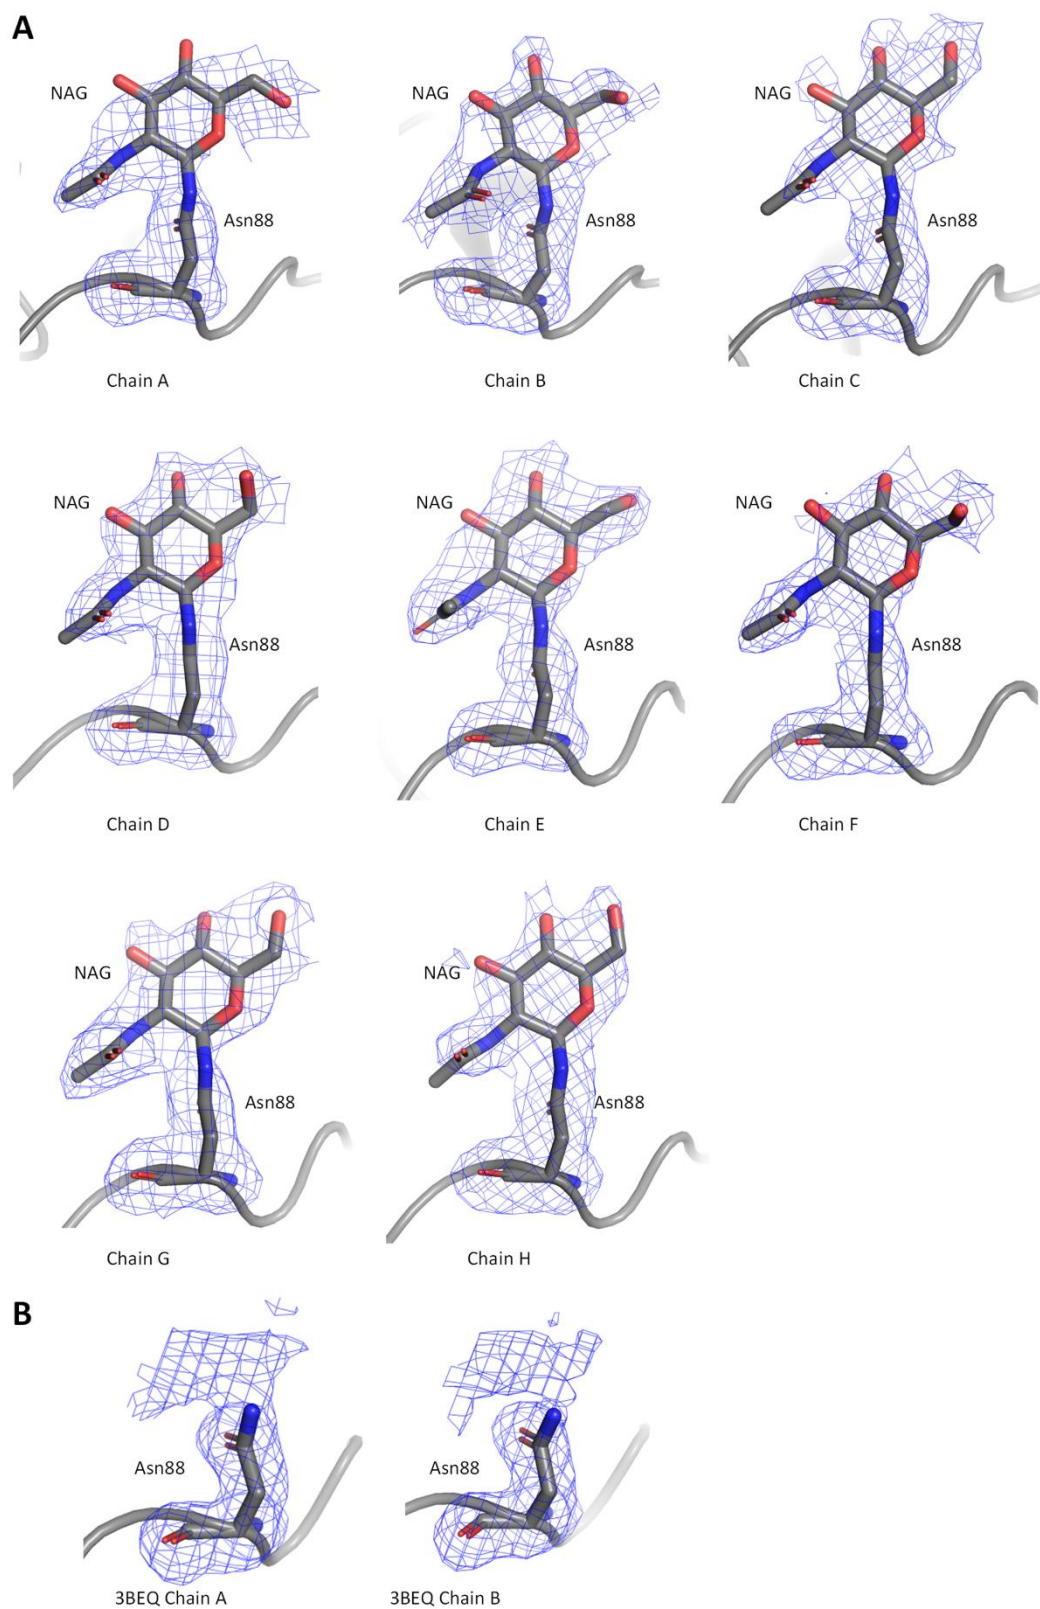 A
NAG
NAG
NAG
Asn88
Asn88
Asn88
Chain A
Chain B
Chain C
NAG
NAG
NAG
Asn88
Asn88
Asn88
Chain D
Chain E
Chain F
NAG
NAG
Asn88
Asn88
Chain G
Chain H
B
Asn88
Asn88
3BEQ Chain A
3BEQ Chain B